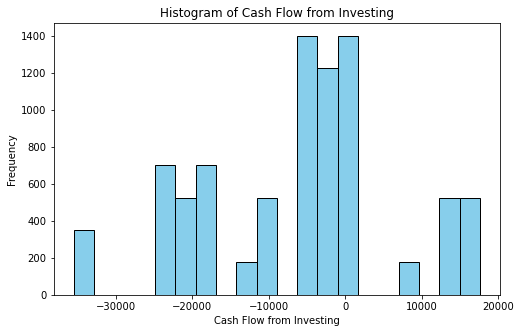 Histogram of Cash Flow from Investing
1400
1200
1000
800
600
400
200
0
Frequency
−30000 −20000 −10000 0 10000 20000
Cash Flow from Investing